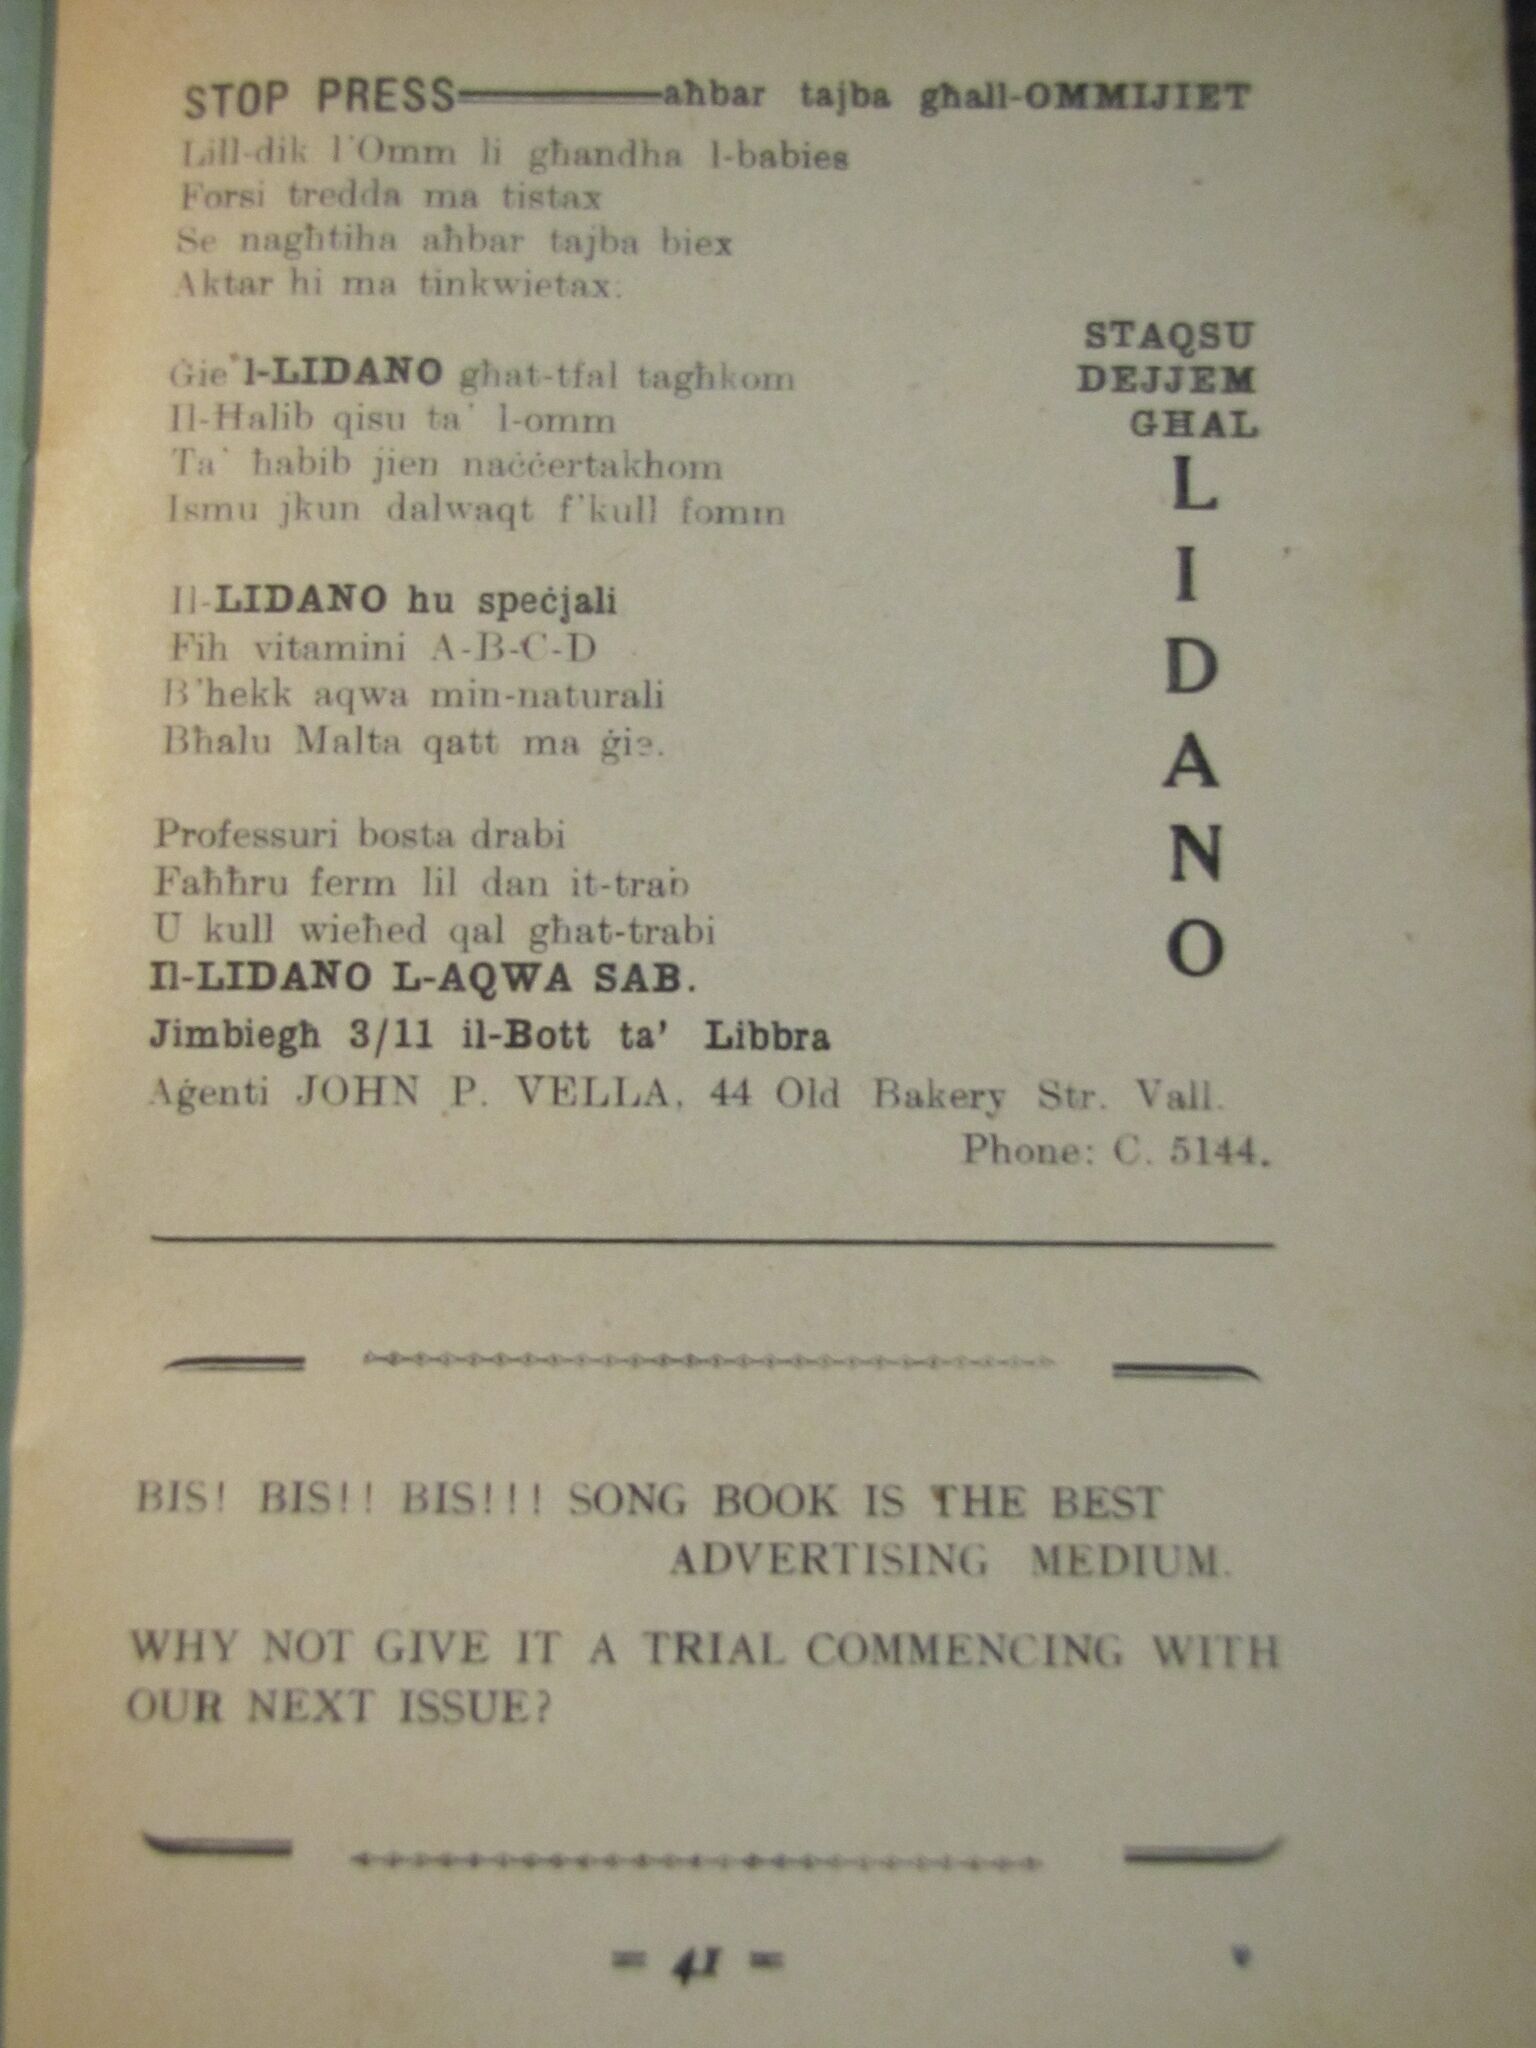 STOP PRESS aħbar tajba għall-OMMIJIET
Lill-dik l'Omm li għandha l-babies
Forsi tredda ma tistax
Se nagħtiha aħbar tajba biex
Aktar hi ma tinkwietax:
Ġie l-LIDANO għat-tfal tagħkom
Il-Ħalib qisu ta' l-omm
Ta' ħabib jien naċċertakhom
Ismu jkun dalwaqt f'kull fomm
Il-LIDANO hu speċjali
Fih vitamini A-B-C-D
B'hekk aqwa min-naturali
Bħalu Malta qatt ma ġie.
Professuri bosta drabi
Faħħru ferm lil dan it-trab
U kull wieħed qal għat-trabi
Il-LIDANO L-AQWA SAB.
STAQSU
DEJJEM
GĦAL
L
I
D
A
N
O
Jimbiegħ 3/11 il-Bott ta' Libbra
Aġenti JOHN P. VELLA, 44 Old Bakery Str. Vall.
Phone: C. 5144.
BIS! BIS!! BIS!!! SONG BOOK IS THE BEST
ADVERTISING MEDIUM.
WHY NOT GIVE IT A TRIAL COMMENCING WITH
OUR NEXT ISSUE?
= 41 =